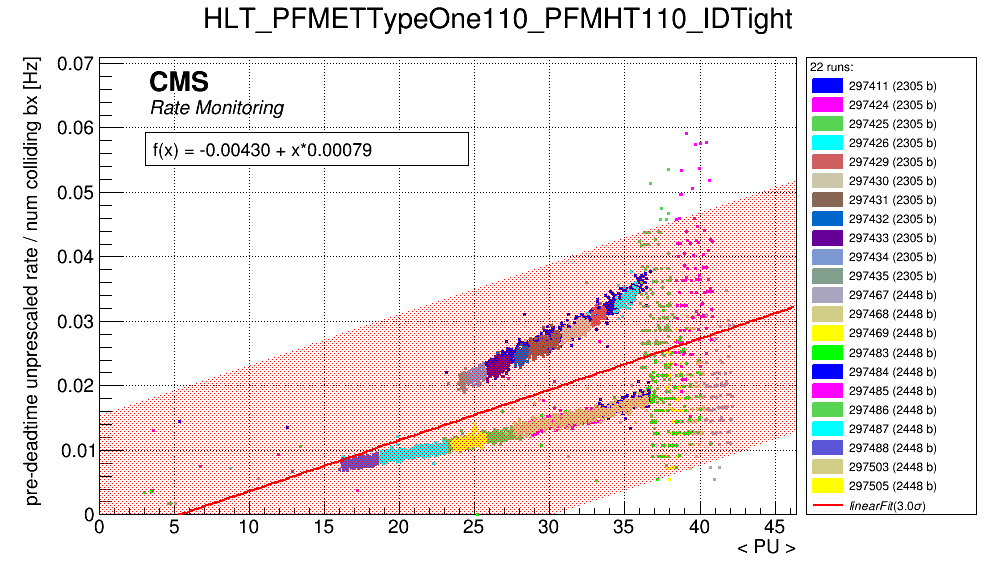 HLT_PFMETTypeOne110_PFMHT110_IDTight
pre-deadtime unprescaled rate / num colliding bx [Hz]
CMS
Rate Monitoring
f(x) = -0.00430 + x*0.00079
0.07
0.06
0.05
0.04
0.03
0.02
0.01
0
0 5 10 15 20 25 30 35 40 45
< PU >
22 runs:
297411 (2305 b)
297424 (2305 b)
297425 (2305 b)
297426 (2305 b)
297429 (2305 b)
297430 (2305 b)
297431 (2305 b)
297432 (2305 b)
297433 (2305 b)
297434 (2305 b)
297435 (2305 b)
297467 (2448 b)
297468 (2448 b)
297469 (2448 b)
297483 (2448 b)
297484 (2448 b)
297485 (2448 b)
297486 (2448 b)
297487 (2448 b)
297488 (2448 b)
297503 (2448 b)
297505 (2448 b)
linearFit(3.0σ)